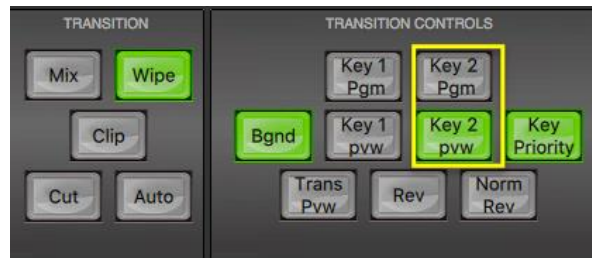 TRANSITION
Mix
Wipe
Clip
Cut
Auto
TRANSITION CONTROLS
Key 1
Pgm
Key 2
Pgm
Bgnd
Key 1
pvw
Key 2
pvw
Key
Priority
Trans
Pvw
Rev
Norm
Rev